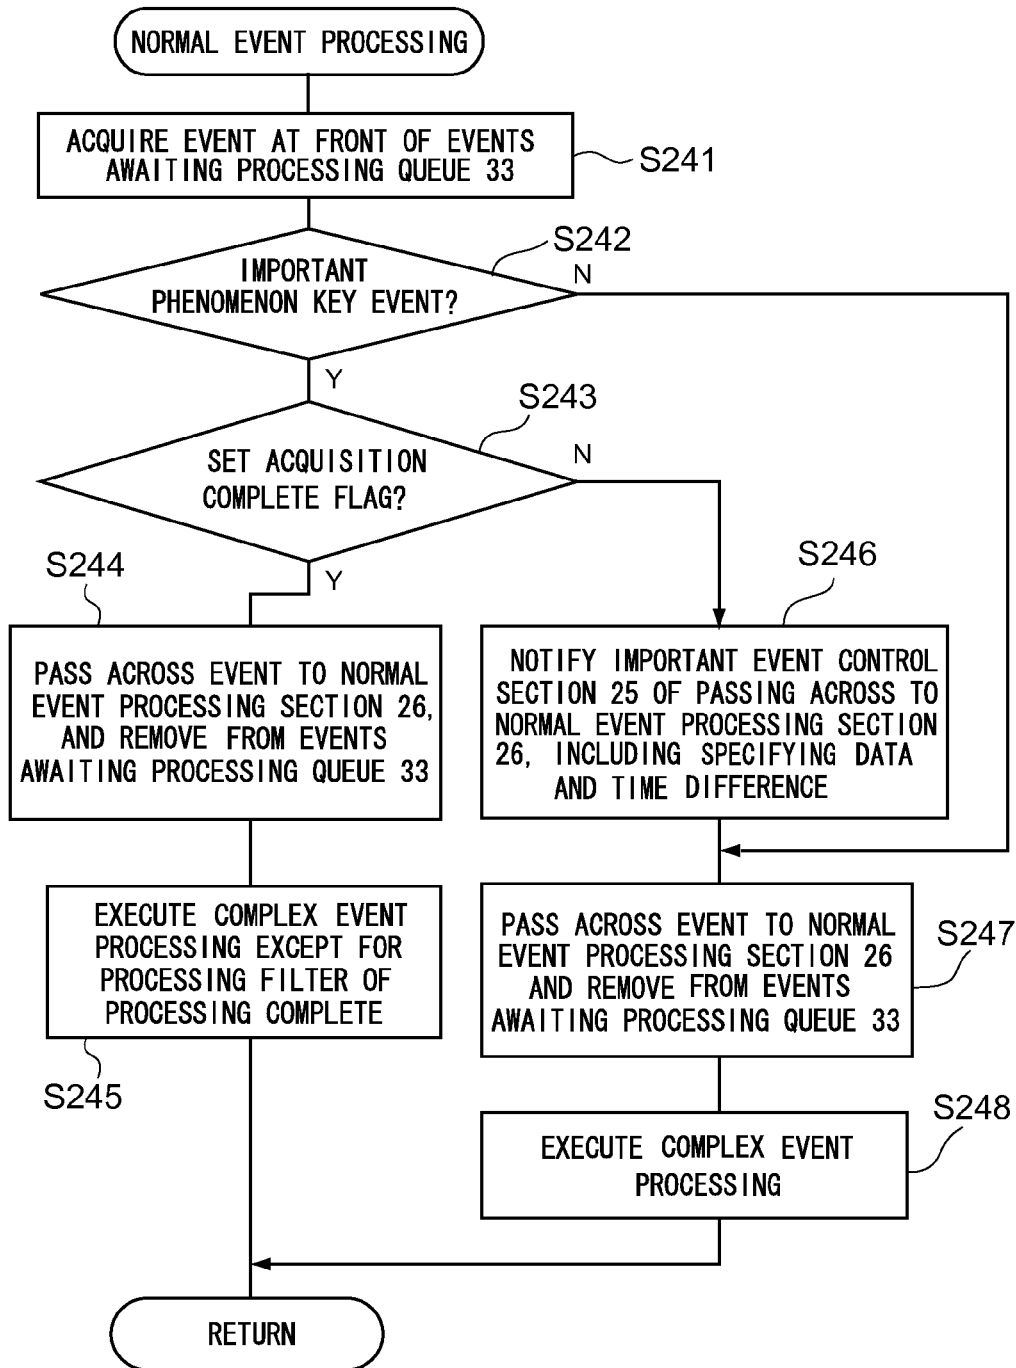 NORMAL EVENT PROCESSING
ACQUIRE EVENT AT FRONT OF EVENTS
AWAITING PROCESSING QUEUE 33
S241
S242
IMPORTANT
PHENOMENON KEY EVENT?
N
Y
S243
SET ACQUISITION
COMPLETE FLAG?
N
Y
S244
PASS ACROSS EVENT TO NORMAL
EVENT PROCESSING SECTION 26,
AND REMOVE FROM EVENTS
AWAITING PROCESSING QUEUE 33
S246
NOTIFY IMPORTANT EVENT CONTROL
SECTION 25 OF PASSING ACROSS TO
NORMAL EVENT PROCESSING SECTION
26, INCLUDING SPECIFYING DATA
AND TIME DIFFERENCE
EXECUTE COMPLEX EVENT
PROCESSING EXCEPT FOR
PROCESSING FILTER OF
PROCESSING COMPLETE
S245
PASS ACROSS EVENT TO NORMAL
EVENT PROCESSING SECTION 26
AND REMOVE FROM EVENTS
AWAITING PROCESSING QUEUE 33
S247
EXECUTE COMPLEX EVENT
PROCESSING
S248
RETURN